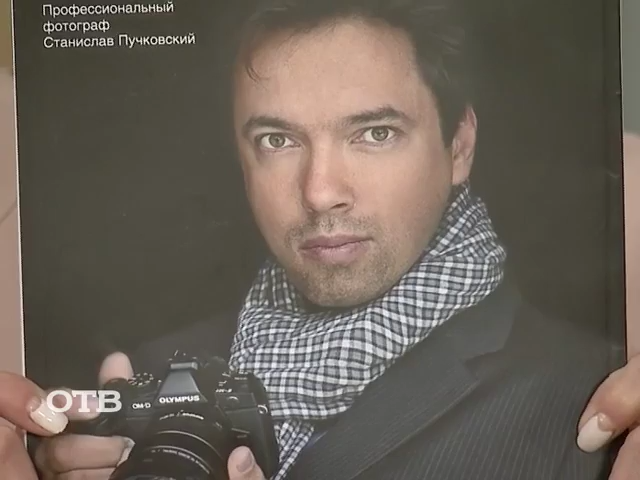 Профессиональный
фотограф
Станислав Пучковский
OM-D
OLYMPUS
ОТВ